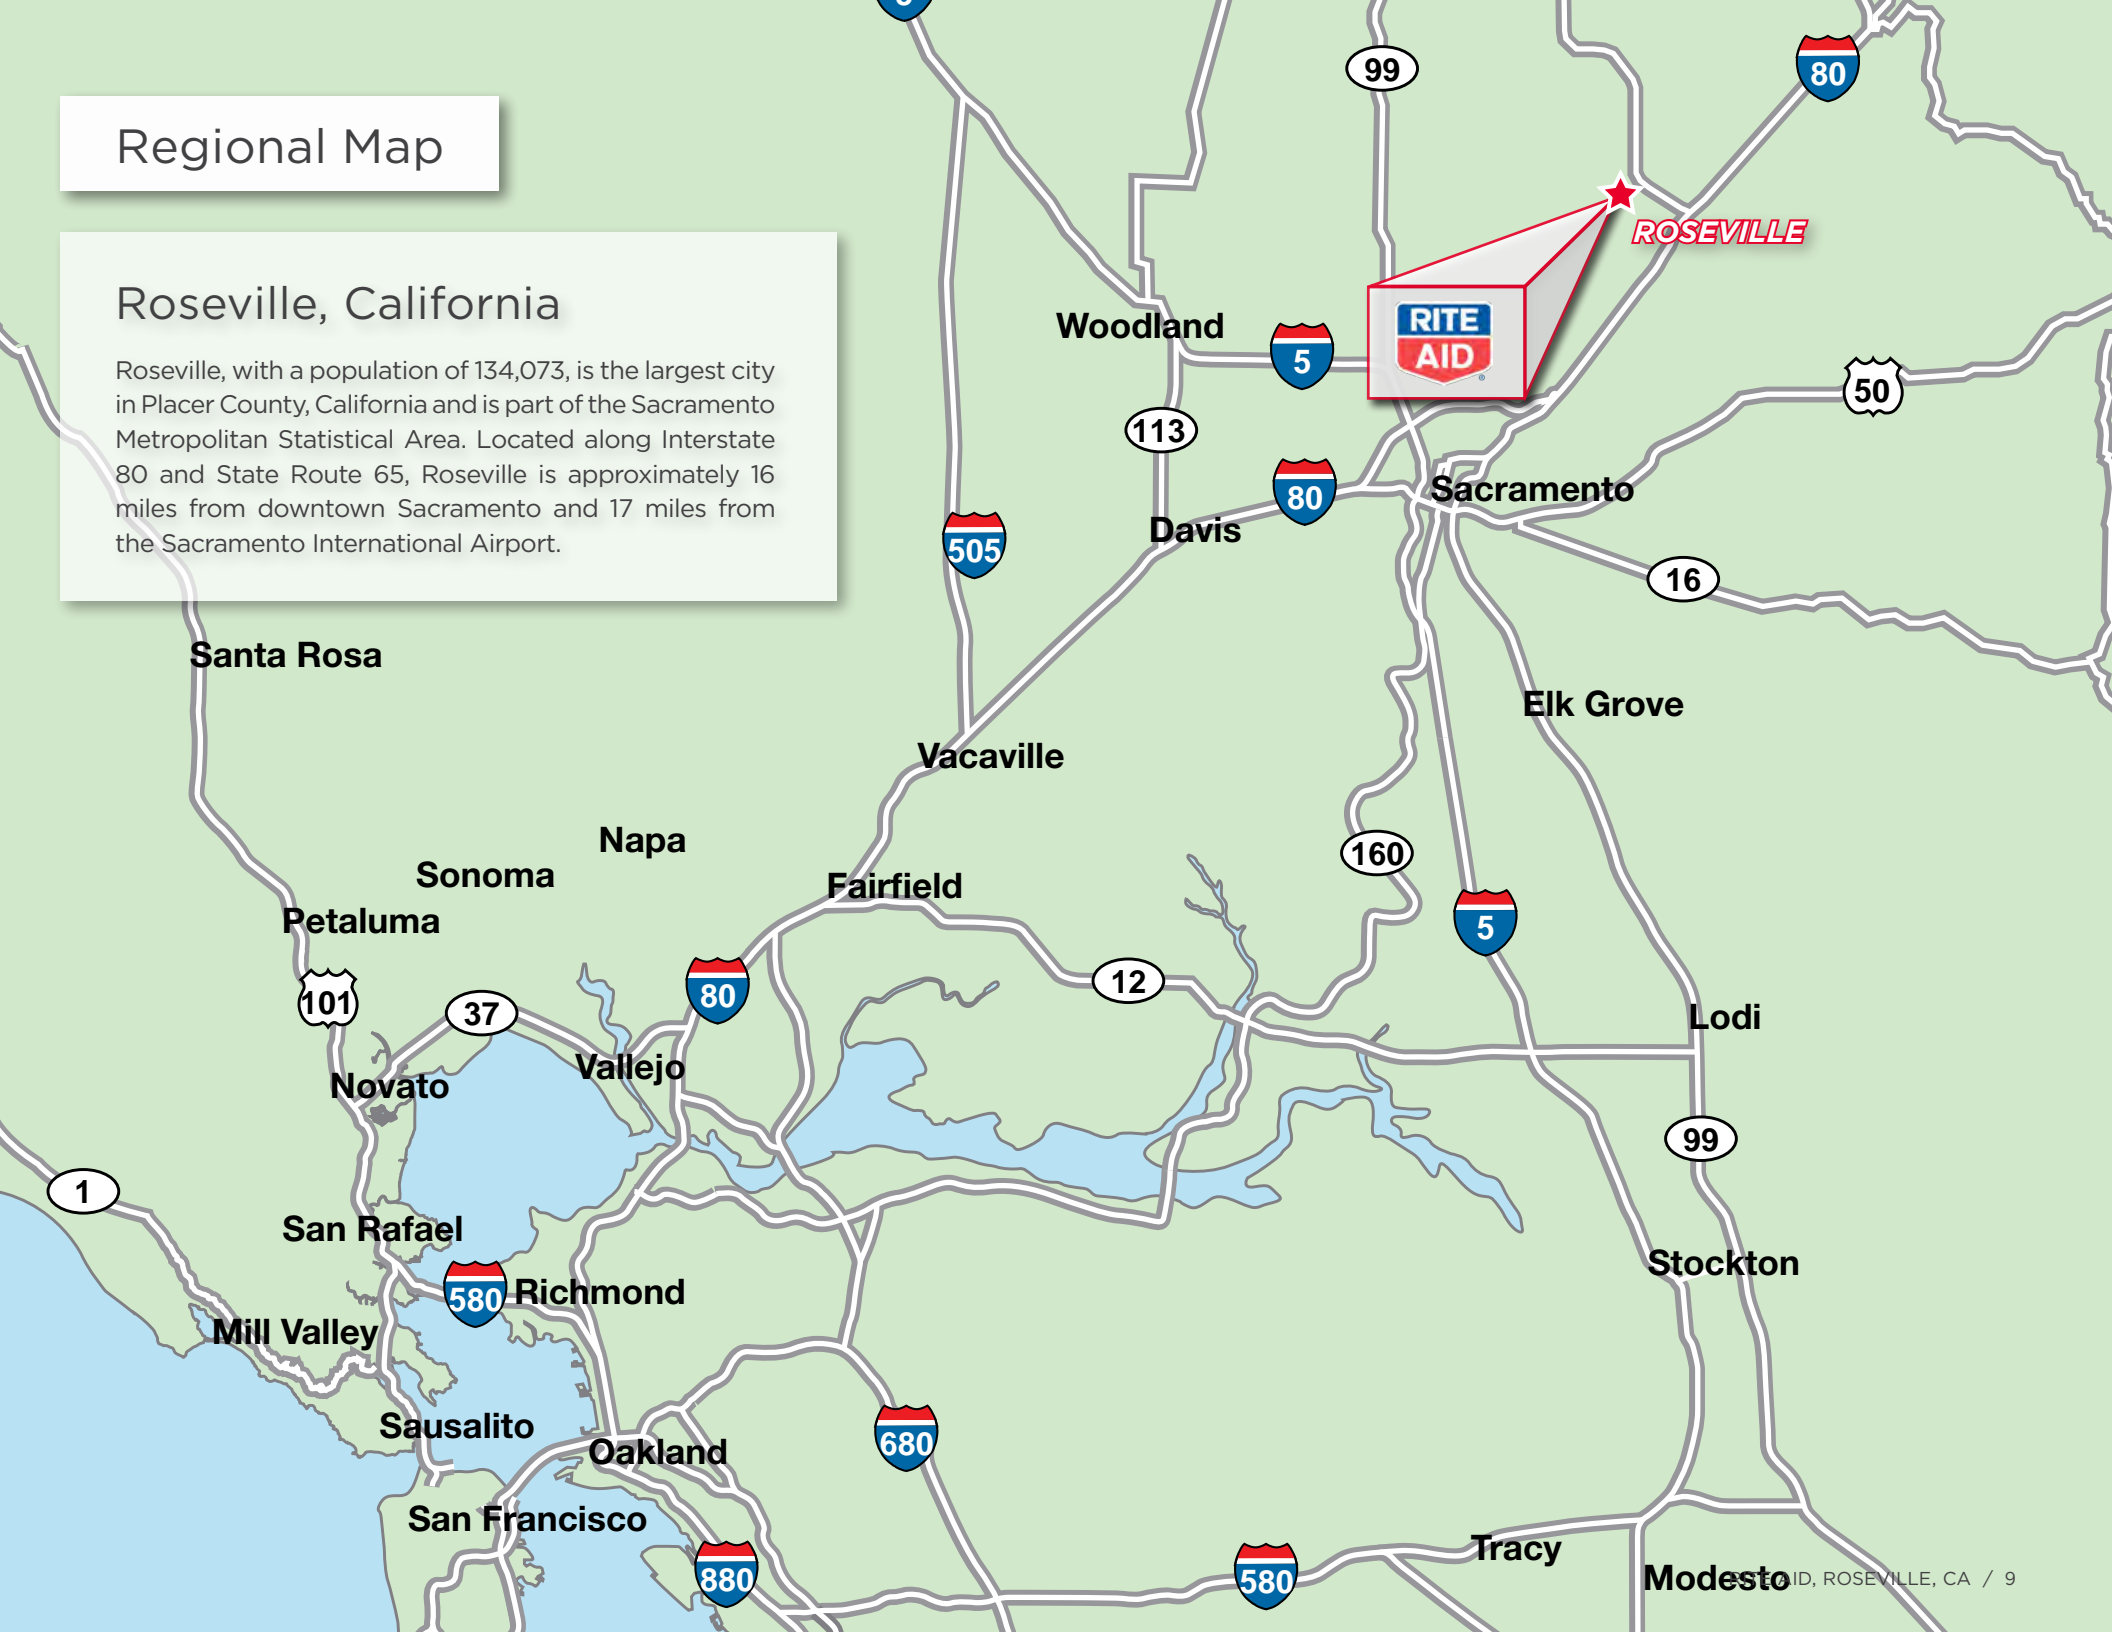 99
80
Regional Map
ROSEVILLE
Roseville, California
Roseville, with a population of 134,073, is the largest city
in Placer County, California and is part of the Sacramento
Metropolitan Statistical Area. Located along Interstate
80 and State Route 65, Roseville is approximately 16
miles from downtown Sacramento and 17 miles from
the Sacramento International Airport.
RITE
AID
®
Woodland
5
50
113
80
Sacramento
Davis
505
16
Santa Rosa
Elk Grove
Vacaville
Napa
160
Sonoma
Fairfield
Petaluma
5
12
80
101
37
Lodi
Vallejo
Novato
99
1
San Rafael
Stockton
580
Richmond
Mill Valley
Sausalito
680
Oakland
San Francisco
Tracy
880
580
Modesto
RITE AID, ROSEVILLE, CA / 9